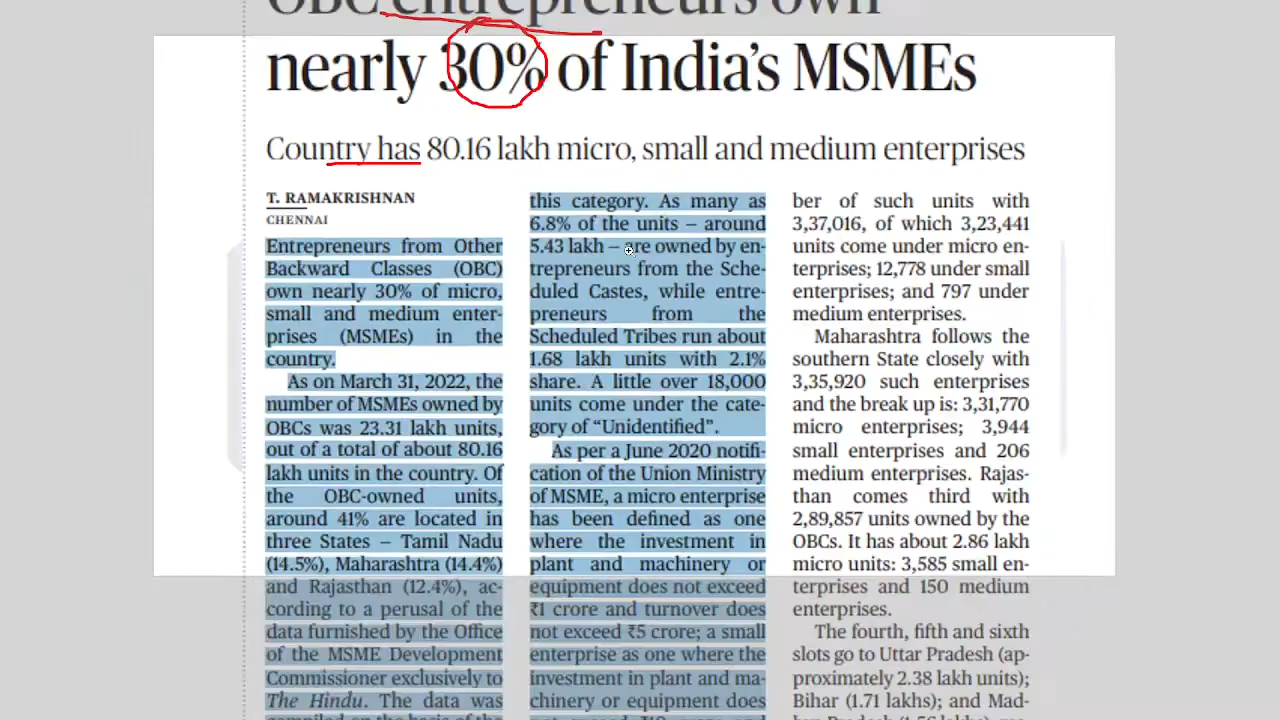 OBC entrepreneurs own
nearly 30% of India's MSMEs
Country has 80.16 lakh micro, small and medium enterprises
T. RAMAKRISHNAN
CHENNAI
Entrepreneurs from Other
Backward Classes (OBC)
own nearly 30% of micro,
small and medium enter-
prises (MSMEs) in the
country.
As on March 31, 2022, the
number of MSMEs owned by
OBCs was 23.31 lakh units,
out of a total of about 80.16
lakh units in the country. Of
the OBC-owned units,
around 41% are located in
three States – Tamil Nadu
(14.5%), Maharashtra (14.4%)
and Rajasthan (12.4%), ac-
cording to a perusal of the
data furnished by the Office
of the MSME Development
Commissioner exclusively to
The Hindu. The data was
compiled on the basis of the
this category. As many as
6.8% of the units – around
5.43 lakh – are owned by en-
trepreneurs from the Sche-
duled Castes, while entre-
preneurs from the
Scheduled Tribes run about
1.68 lakh units with 2.1%
share. A little over 18,000
units come under the cate-
gory of “Unidentified”.
As per a June 2020 notifi-
cation of the Union Ministry
of MSME, a micro enterprise
has been defined as one
where the investment in
plant and machinery or
equipment does not exceed
₹1 crore and turnover does
not exceed ₹5 crore; a small
enterprise as one where the
investment in plant and ma-
chinery or equipment does
not exceed ₹10 crore and
ber of such units with
3,37,016, of which 3,23,441
units come under micro en-
terprises; 12,778 under small
enterprises; and 797 under
medium enterprises.
Maharashtra follows the
southern State closely with
3,35,920 such enterprises
and the break up is: 3,31,770
micro enterprises; 3,944
small enterprises and 206
medium enterprises. Rajas-
than comes third with
2,89,857 units owned by the
OBCs. It has about 2.86 lakh
micro units: 3,585 small en-
terprises and 150 medium
enterprises.
The fourth, fifth and sixth
slots go to Uttar Pradesh (ap-
proximately 2.38 lakh units);
Bihar (1.71 lakhs); and Mad-